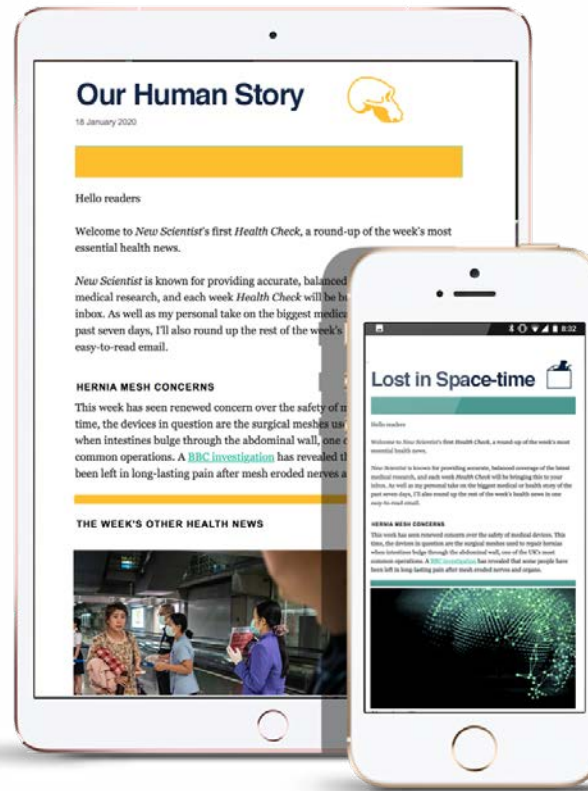 Our Human Story
18 January 2020
Hello readers
Welcome to New Scientist's first Health Check, a round-up of the week's most
essential health news.
New Scientist is known for providing accurate, balanced
medical research, and each week Health Check will be
inbox. As well as my personal take on the biggest
past seven days, I'll also round up the rest of the week's
easy-to-read email.
HERNIA MESH CONCERNS
This week has seen renewed concern over the safety of
time, the devices in question are the surgical meshes
when intestines bulge through the abdominal wall, one
common operations. A BBC investigation has revealed
been left in long-lasting pain after mesh eroded nerves
THE WEEK'S OTHER HEALTH NEWS
8:32
Lost in Space-time
Hello readers
Welcome to New Scientist's first Health Check, a round-up of the week's most
essential health news.
New Scientist is known for providing accurate, balanced coverage of the latest
medical research, and each week Health Check will be bringing this to your
inbox. As well as my personal take on the biggest medical or health story of the
past seven days, I'll also round up the rest of the week's health news in one
easy-to-read email.
HERNIA MESH CONCERNS
This week has seen renewed concern over the safety of medical devices. This
time, the devices in question are the surgical meshes used to repair hernias
when intestines bulge through the abdominal wall, one of the UK's most
common operations. A BBC investigation has revealed that some people have
been left in long-lasting pain after mesh eroded nerves and organs.